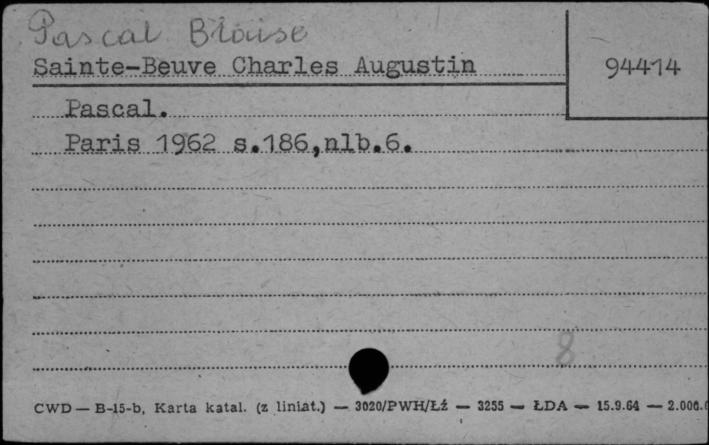 Pascal Blaise
Sainte-Beuve Charles Augustin
94414
Pascal.
Paris 1962 s.186,nlb.6.
8
CWD — B-15-b, Karta katal. (z liniat.) — 3020/PWH/Łź — 3255 — ŁDA — 15.9.64 — 2.000.0